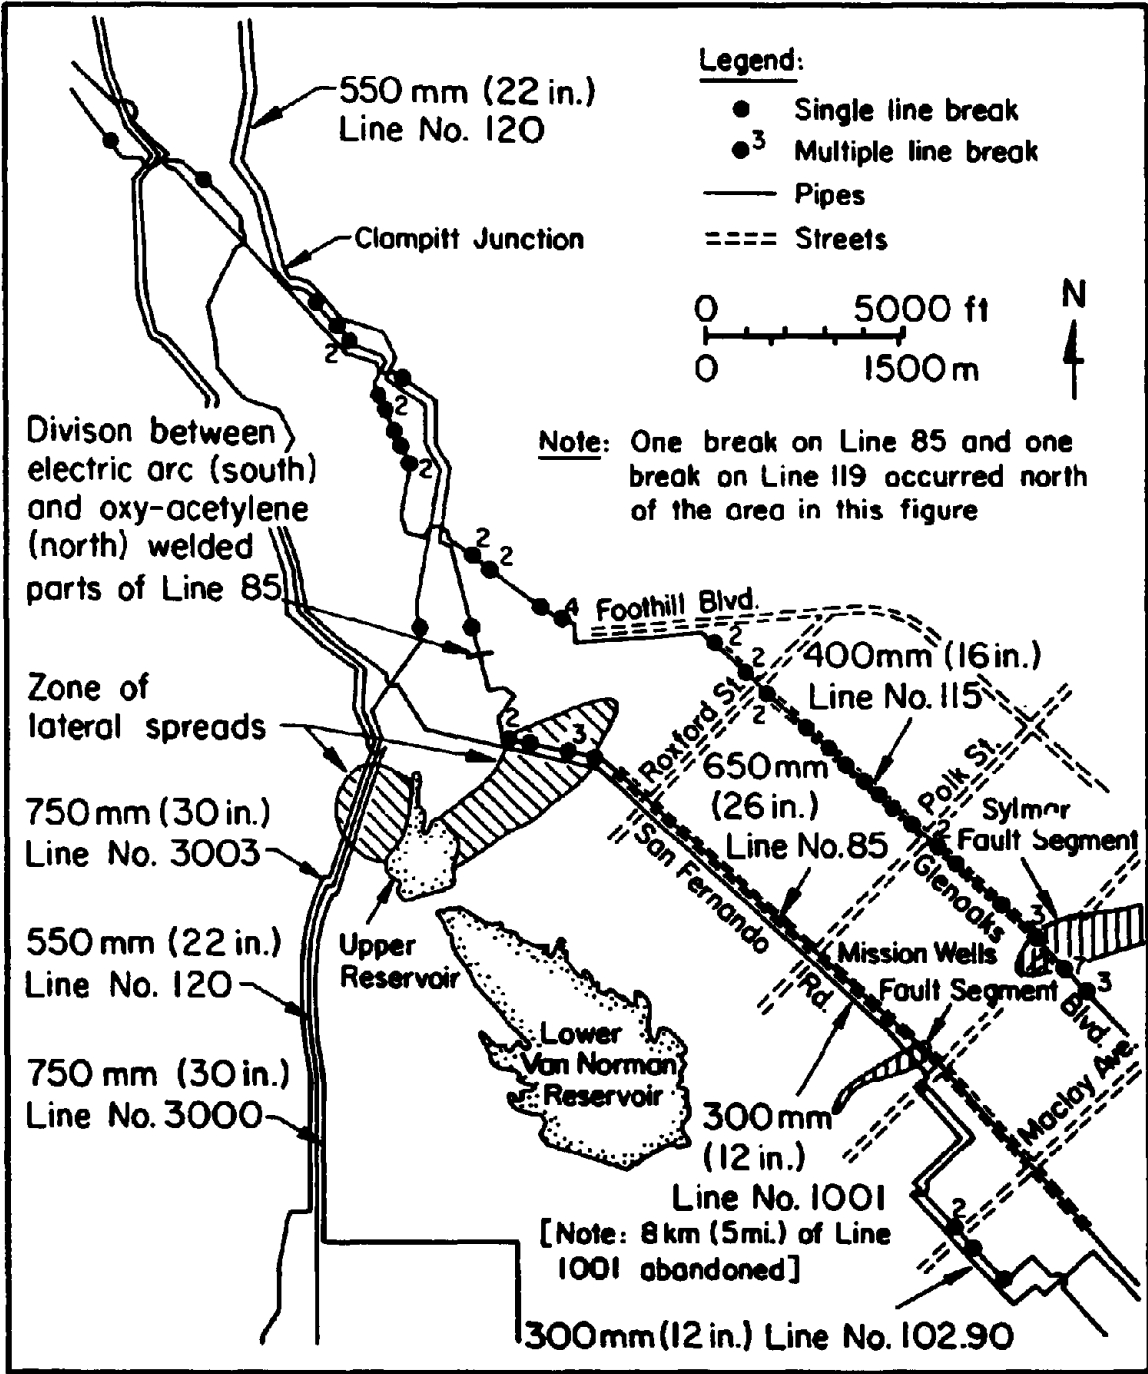 550 mm (22 in.)
Line No. 120
Legend:
Single line break
3 Multiple line break
Pipes
Streets
Clampitt Junction
0 5000 ft
0 1500 m
N
2
2
2
Divison between
electric arc (south)
and oxy-acetylene
(north) welded
parts of Line 85
Note: One break on Line 85 and one
break on Line 119 occurred north
of the area in this figure
2
2
4
Foothill Blvd.
2
2
2
400mm (16 in.)
Line No. 115
Zone of
lateral spreads
2
3
Roxford St.
650mm
(26 in.)
Line No. 85
Polk St.
Sylmar
Fault Segment
750 mm (30 in.)
Line No. 3003
San Fernando
Rd.
2
Glenoaks
Blvd.
3
7
3
550 mm (22 in.)
Line No. 120
Upper
Reservoir
Mission Wells
Fault Segment
Lower
Van Norman
Reservoir
750 mm (30 in.)
Line No. 3000
Maclay Ave.
300mm
(12 in.)
Line No. 1001
[Note: 8 km (5mi.) of Line
1001 abandoned]
2
300mm (12 in.) Line No. 102.90